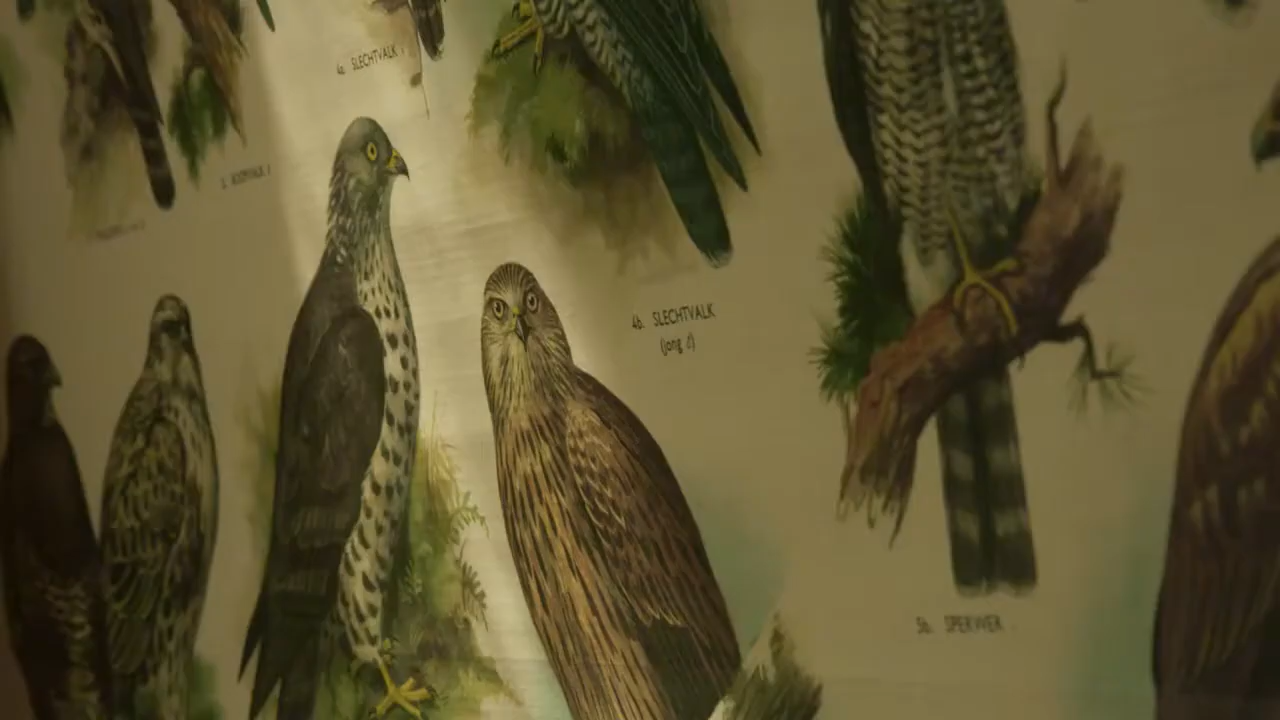 4a. SLECHTVALK
4b. SLECHTVALK
(jong ♂)
5b. SPERWER